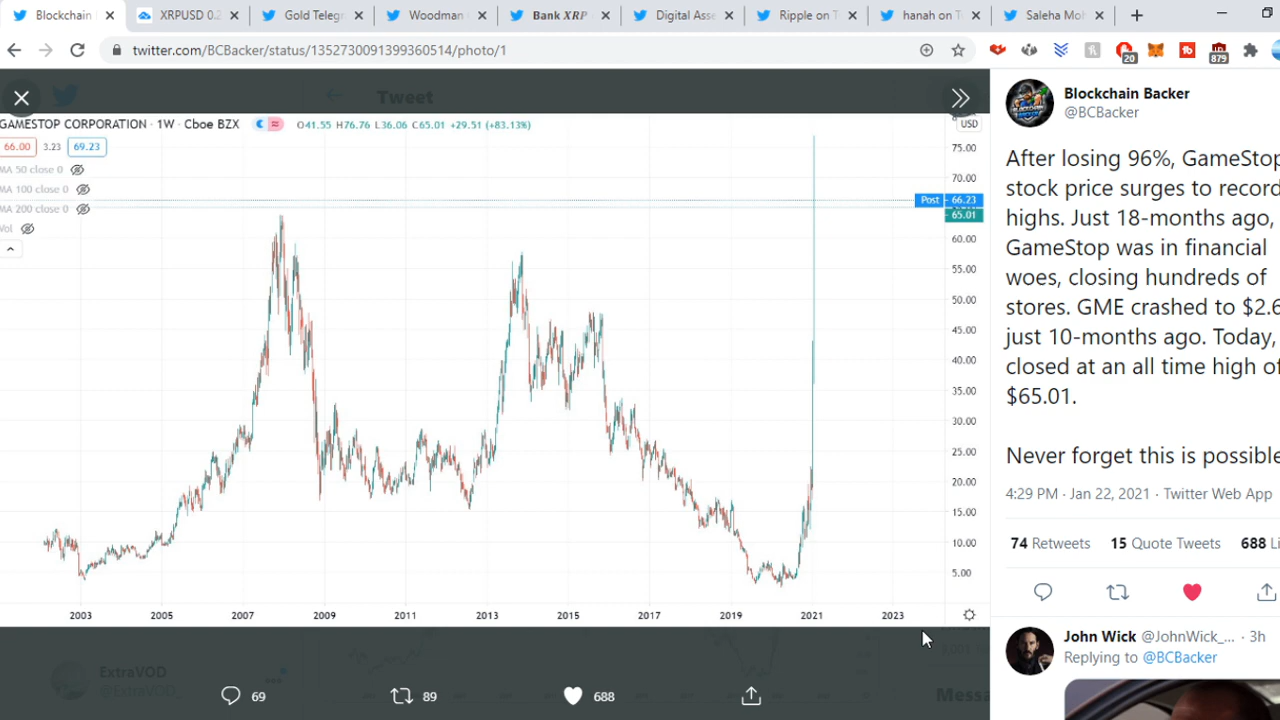 Blockchain
XRPUSD 0.2
Gold Telegr
Woodman
Bank XRP
Digital Asse
Ripple on T
hanah on T
Saleha Mo
twitter.com/BCBacker/status/1352730091399360514/photo/1
20
879
Tweet
GAMESTOP CORPORATION · 1W · Cboe BZX
O41.55 H76.76 L36.06 C65.01 +29.51 (+83.13%)
USD
66.00 3.23 69.23
MA 50 close 0
MA 100 close 0
MA 200 close 0
Vol
75.00
70.00
Post 66.23
65.01
60.00
55.00
50.00
45.00
40.00
35.00
30.00
25.00
20.00
15.00
10.00
5.00
2003 2005 2007 2009 2011 2013 2015 2017 2019 2021 2023
ExtraVOD
@ExtraVOD_
69 89 688
Blockchain Backer
@BCBacker
After losing 96%, GameStop
stock price surges to record
highs. Just 18-months ago,
GameStop was in financial
woes, closing hundreds of
stores. GME crashed to $2.6
just 10-months ago. Today,
closed at an all time high of
$65.01.
Never forget this is possible
4:29 PM · Jan 22, 2021 · Twitter Web App
74 Retweets 15 Quote Tweets 688 Li
John Wick @JohnWick_... · 3h
Replying to @BCBacker